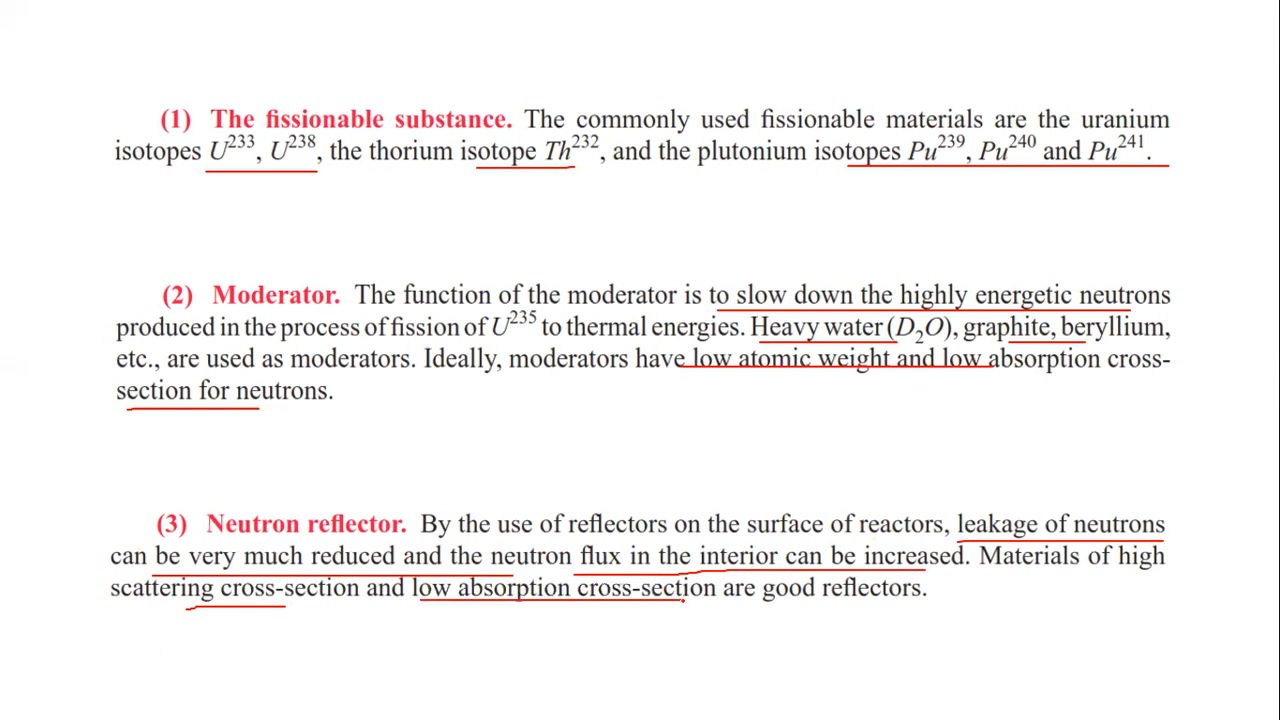 (1) The fissionable substance. The commonly used fissionable materials are the uranium
isotopes U²³³, U²³⁸, the thorium isotope Th²³², and the plutonium isotopes Pu²³⁹, Pu²⁴⁰ and Pu²⁴¹.
(2) Moderator. The function of the moderator is to slow down the highly energetic neutrons
produced in the process of fission of U²³⁵ to thermal energies. Heavy water (D₂O), graphite, beryllium,
etc., are used as moderators. Ideally, moderators have low atomic weight and low absorption cross-
section for neutrons.
(3) Neutron reflector. By the use of reflectors on the surface of reactors, leakage of neutrons
can be very much reduced and the neutron flux in the interior can be increased. Materials of high
scattering cross-section and low absorption cross-section are good reflectors.